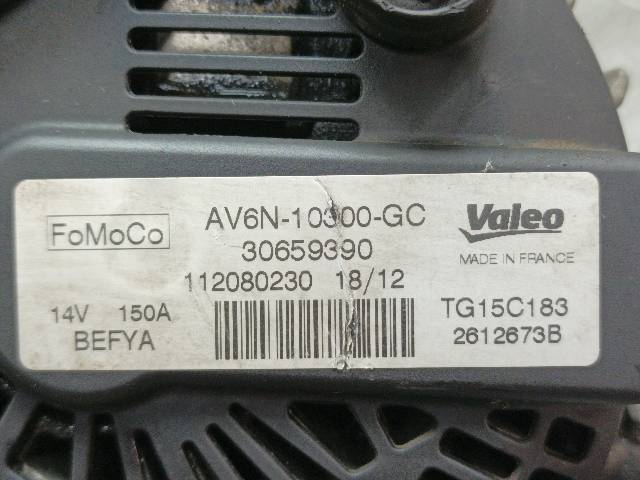 FoMoCo
AV6N-10300-GC
30659390
112080230 18/12
14V 150A
BEFYA
Valeo
MADE IN FRANCE
TG15C183
2612673B